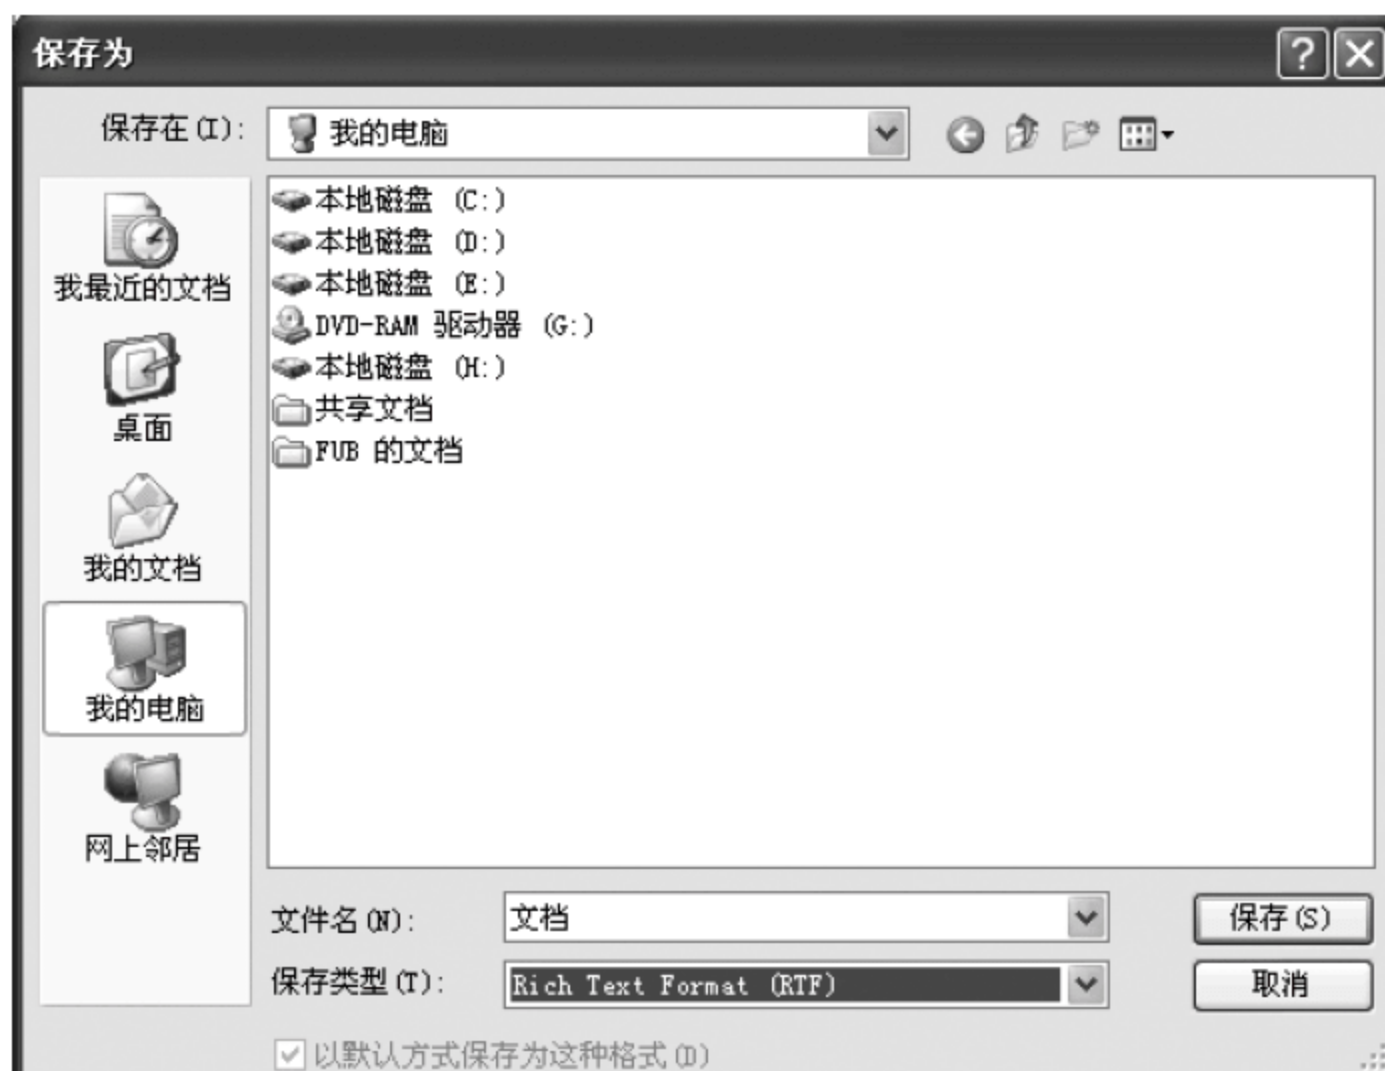 保存为
保存在(I):
我的电脑
我最近的文档
桌面
我的文档
我的电脑
网上邻居
本地磁盘 (C:)
本地磁盘 (D:)
本地磁盘 (E:)
DVD-RAM 驱动器 (G:)
本地磁盘 (H:)
共享文档
FUB 的文档
文件名(N): 文档
保存(S)
保存类型(T): Rich Text Format (RTF)
取消
以默认方式保存为这种格式(D)